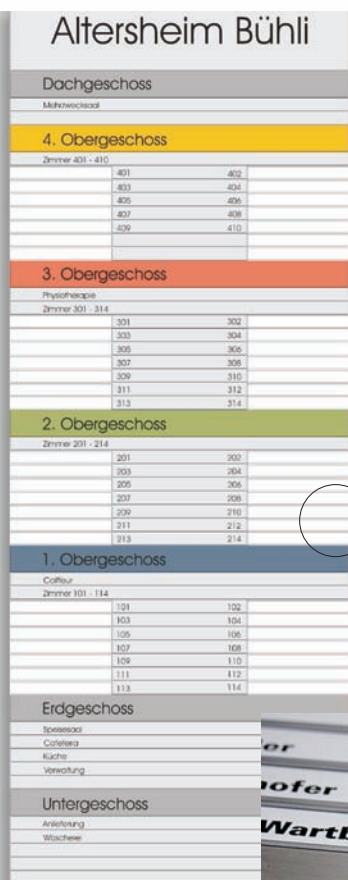 Altersheim Bühli
Dachgeschoss
Mehrzwecksaal
4. Obergeschoss
Zimmer 401 - 410
401 402
403 404
405 406
407 408
409 410
3. Obergeschoss
Physiotherapie
Zimmer 301 - 314
301 302
303 304
305 306
307 308
309 310
311 312
313 314
2. Obergeschoss
Zimmer 201 - 214
201 202
203 204
205 206
207 208
209 210
211 212
213 214
1. Obergeschoss
Coiffeur
Zimmer 101 - 114
101 102
103 104
105 106
107 108
109 110
111 112
113 114
Erdgeschoss
Speisesaal
Cafeteria
Küche
Verwaltung
Untergeschoss
Anlieferung
Wäscherei
er
hofer
Wart